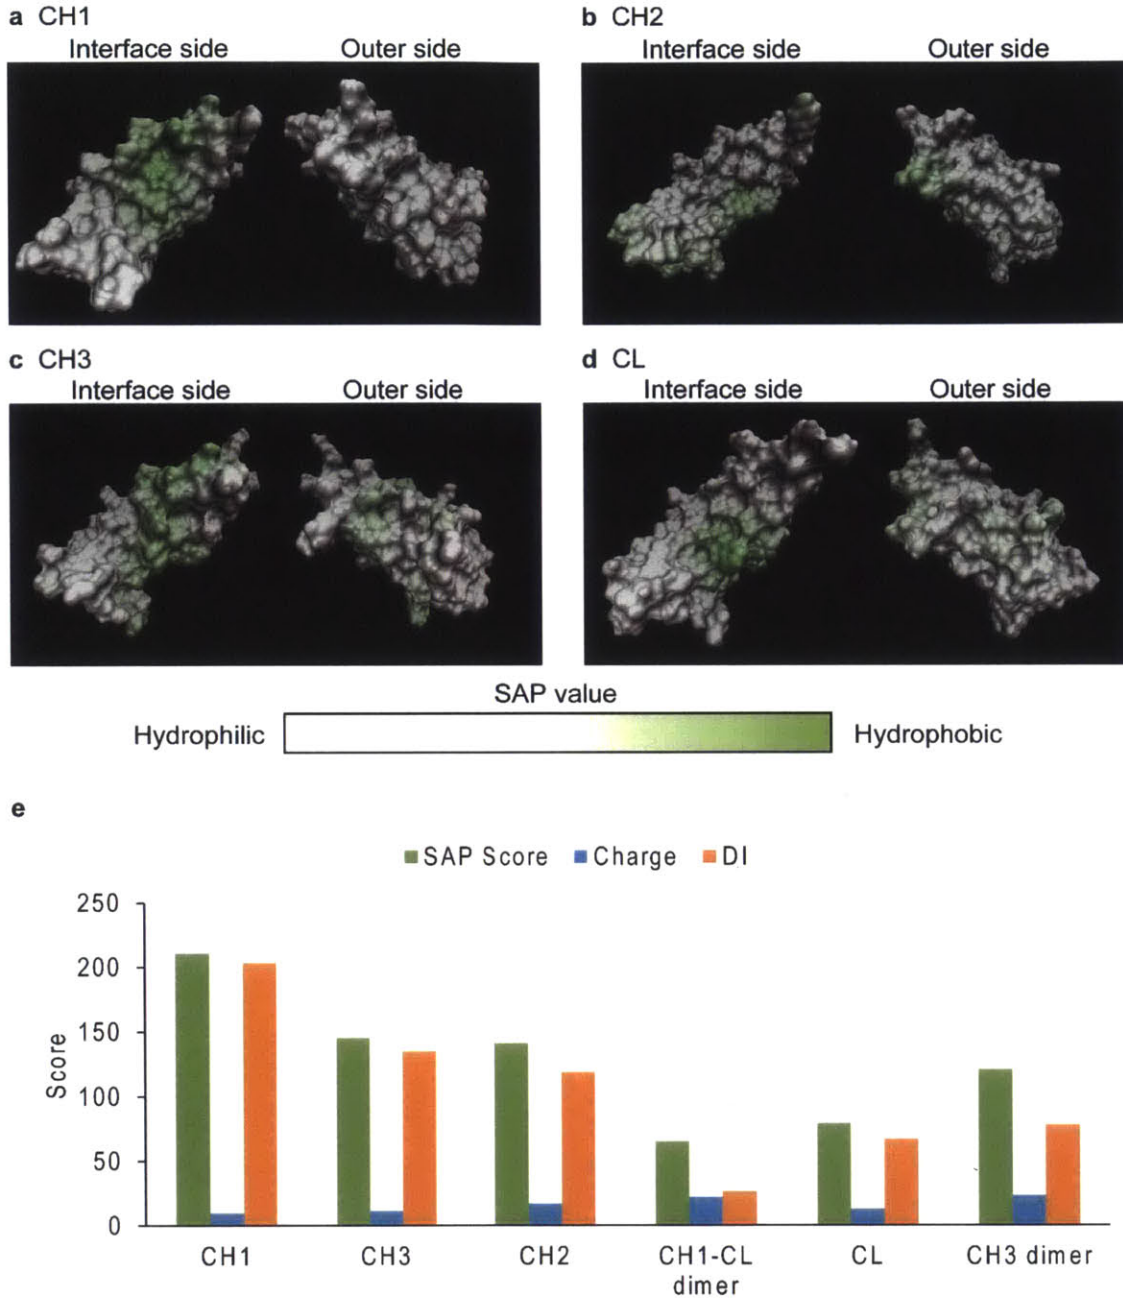 a CH1
Interface side Outer side
b CH2
Interface side Outer side
c CH3
Interface side Outer side
d CL
Interface side Outer side
SAP value
Hydrophilic Hydrophobic
e
SAP Score Charge DI
250
200
150
100
50
0
Score
CH1 CH3 CH2 CH1-CL dimer CL CH3 dimer